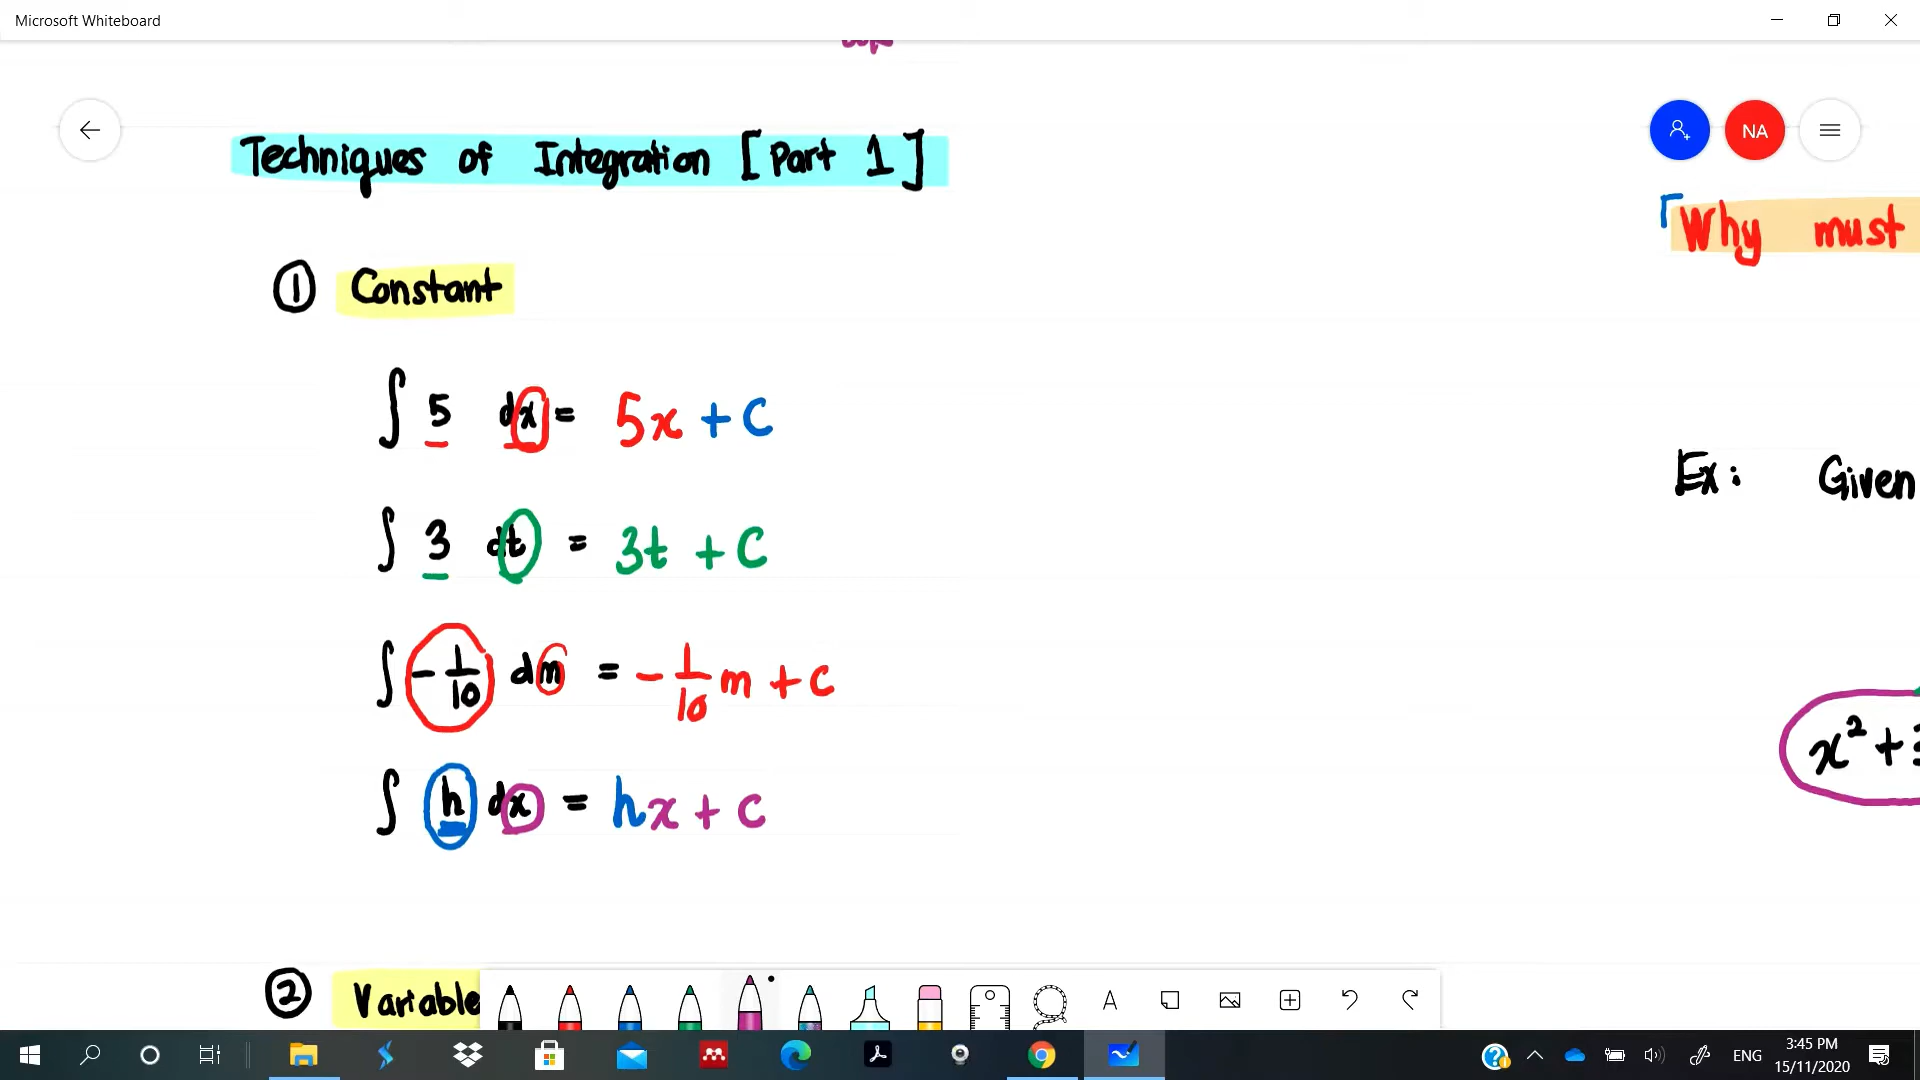 Microsoft Whiteboard
Techniques of Integration [Part 1]
NA
Why must
① Constant
∫ 5 dx = 5x + C
Ex: Given
∫ 3 dt = 3t + C
∫ -1/10 dm = -1/10 m + C
x² + 3
∫ h dx = hx + C
② Variable
A
ENG
3:45 PM
15/11/2020